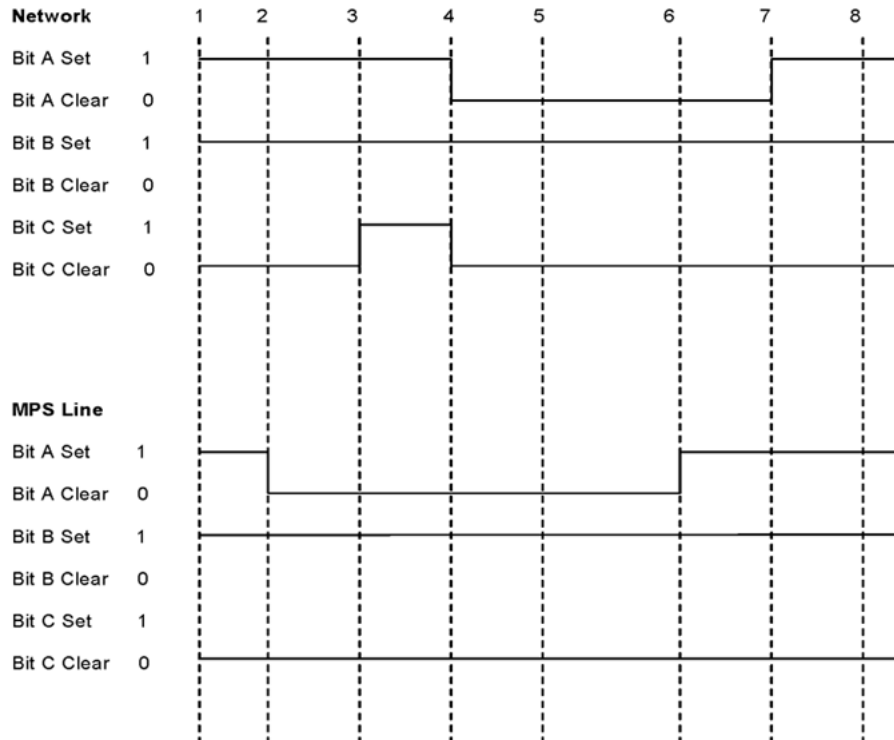 Network 1 2 3 4 5 6 7 8
Bit A Set 1
Bit A Clear 0
Bit B Set 1
Bit B Clear 0
Bit C Set 1
Bit C Clear 0
MPS Line
Bit A Set 1
Bit A Clear 0
Bit B Set 1
Bit B Clear 0
Bit C Set 1
Bit C Clear 0